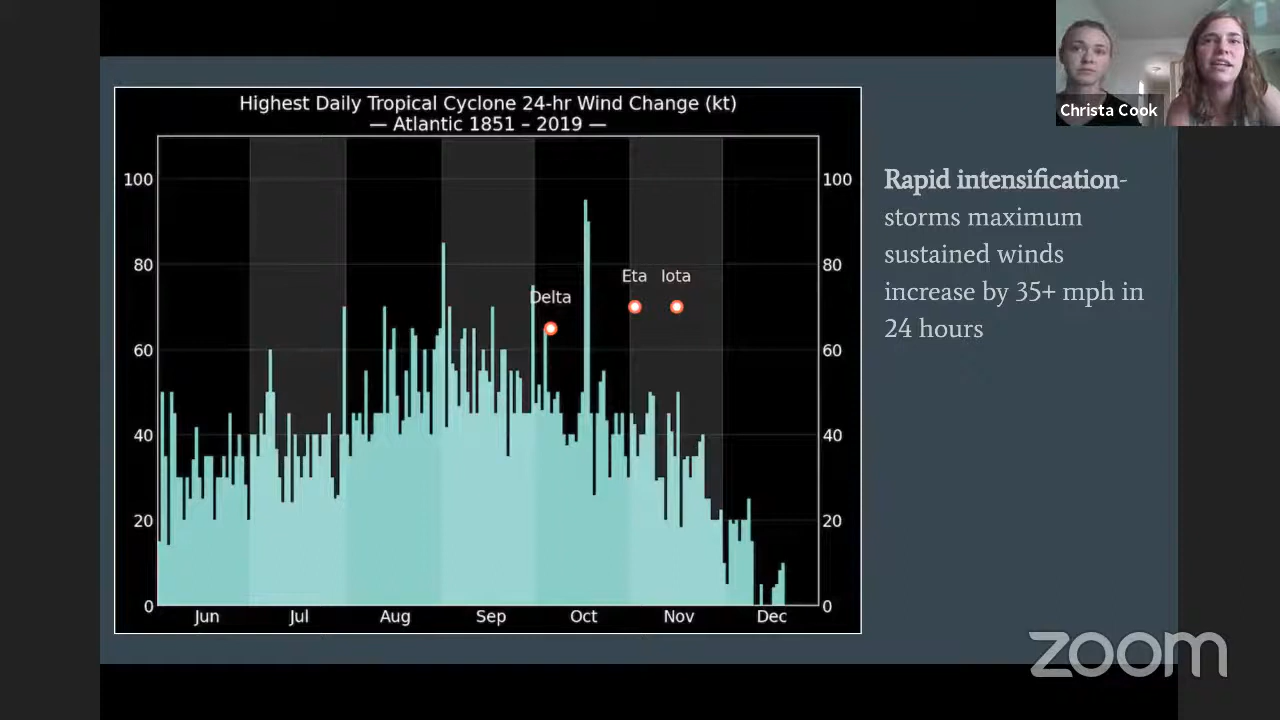 Highest Daily Tropical Cyclone 24-hr Wind Change (kt)
— Atlantic 1851 – 2019 —
100
80
60
40
20
0
100
80
60
40
20
0
Delta
Eta
Iota
Jun
Jul
Aug
Sep
Oct
Nov
Dec
Rapid intensification-
storms maximum
sustained winds
increase by 35+ mph in
24 hours
Christa Cook
zoom